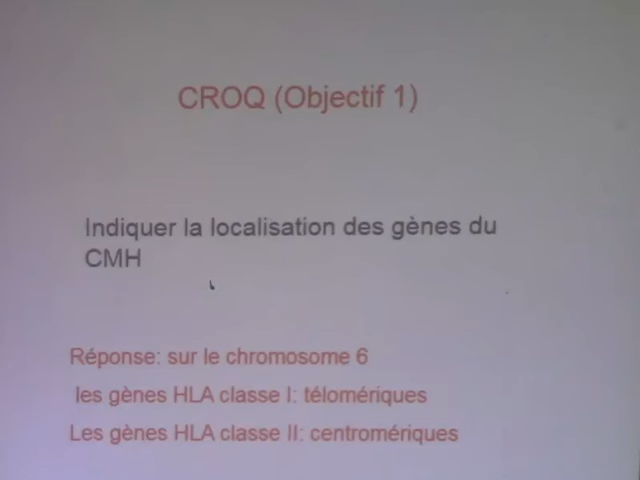 CROQ (Objectif 1)
Indiquer la localisation des gènes du
CMH
Réponse: sur le chromosome 6
les gènes HLA classe I: télomériques
Les gènes HLA classe II: centromériques